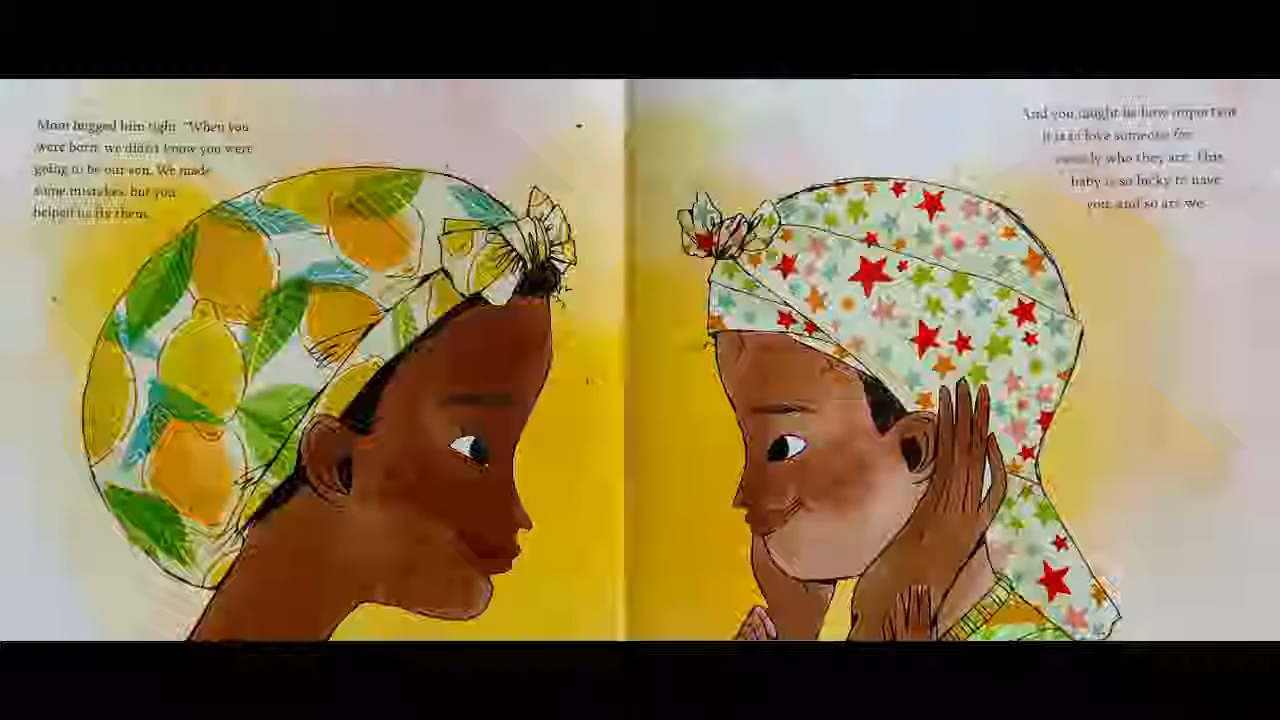 Mom hugged him tight. "When you
were born, we didn't know you were
going to be our son. We made
some mistakes, but you
helped us fix them.
And you taught us how important
it is to love someone for
exactly who they are. This
baby is so lucky to have
you, and so are we.